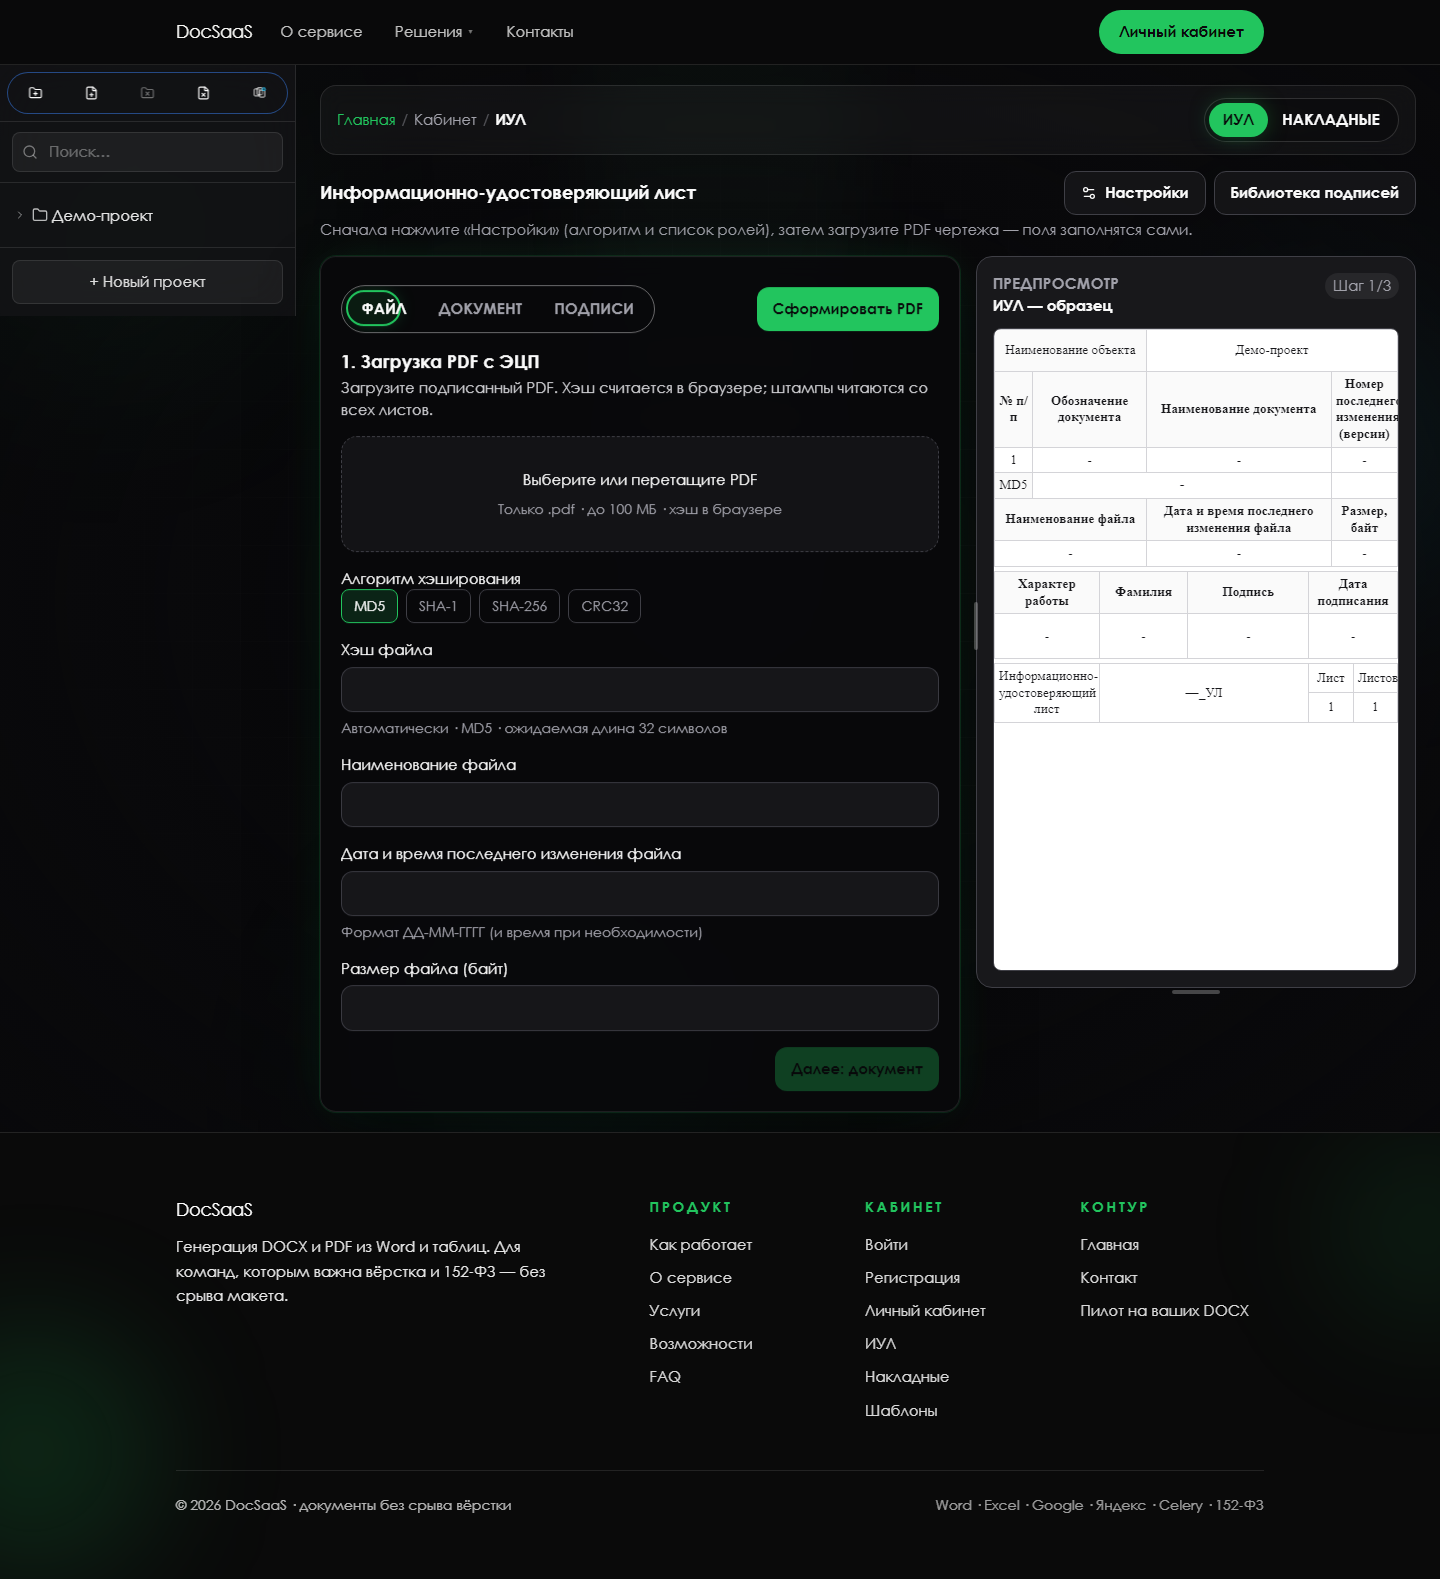 DocSaaS
О сервисе
Решения
Контакты
Личный кабинет
Поиск...
Демо-проект
+ Новый проект
Главная / Кабинет / ИУЛ
ИУЛ
НАКЛАДНЫЕ
Информационно-удостоверяющий лист
Настройки
Библиотека подписей
Сначала нажмите «Настройки» (алгоритм и список ролей), затем загрузите PDF чертежа — поля заполнятся сами.
ФАЙЛ
ДОКУМЕНТ
ПОДПИСИ
Сформировать PDF
1. Загрузка PDF с ЭЦП
Загрузите подписанный PDF. Хэш считается в браузере; штампы читаются со
всех листов.
Выберите или перетащите PDF
Только .pdf · до 100 МБ · хэш в браузере
Алгоритм хэширования
MD5
SHA-1
SHA-256
CRC32
Хэш файла
Автоматически · MD5 · ожидаемая длина 32 символов
Наименование файла
Дата и время последнего изменения файла
Формат ДД-ММ-ГГГГ (и время при необходимости)
Размер файла (байт)
Далее: документ
ПРЕДПРОСМОТР
ИУЛ — образец
Шаг 1/3
Наименование объекта
Демо-проект
№ п/
п
Обозначение
документа
Наименование документа
Номер
последнего
изменения
(версии)
1
-
-
-
MD5
-
Наименование файла
Дата и время последнего
изменения файла
Размер,
байт
-
-
-
Характер
работы
Фамилия
Подпись
Дата
подписания
-
-
-
-
Информационно-
удостоверяющий
лист
—_УЛ
Лист
Листов
1
1
DocSaaS
Генерация DOCX и PDF из Word и таблиц. Для
команд, которым важна вёрстка и 152-ФЗ — без
срыва макета.
ПРОДУКТ
Как работает
О сервисе
Услуги
Возможности
FAQ
КАБИНЕТ
Войти
Регистрация
Личный кабинет
ИУЛ
Накладные
Шаблоны
КОНТУР
Главная
Контакт
Пилот на ваших DOCX
© 2026 DocSaaS · документы без срыва вёрстки
Word · Excel · Google · Яндекс · Celery · 152-ФЗ